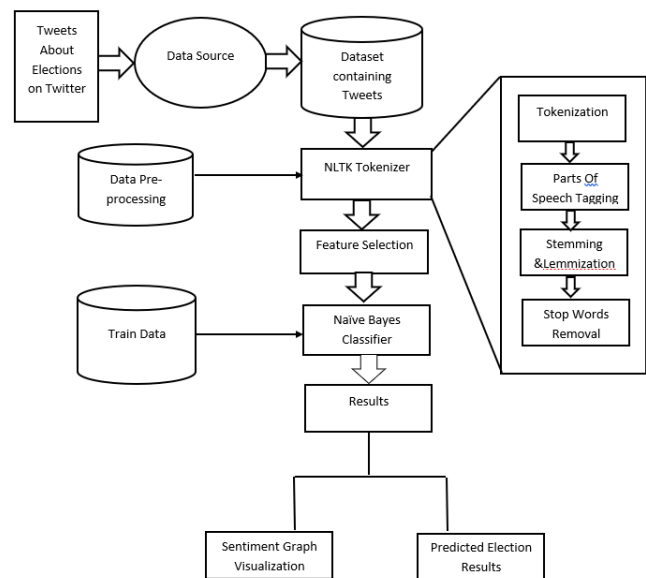 Tweets
About
Elections
on Twitter
Data Source
Dataset
containing
Tweets
Data Pre-
processing
NLTK Tokenizer
Tokenization
Parts Of
Speech Tagging
Stemming
&Lemmization
Stop Words
Removal
Feature Selection
Train Data
Naïve Bayes
Classifier
Results
Sentiment Graph
Visualization
Predicted Election
Results